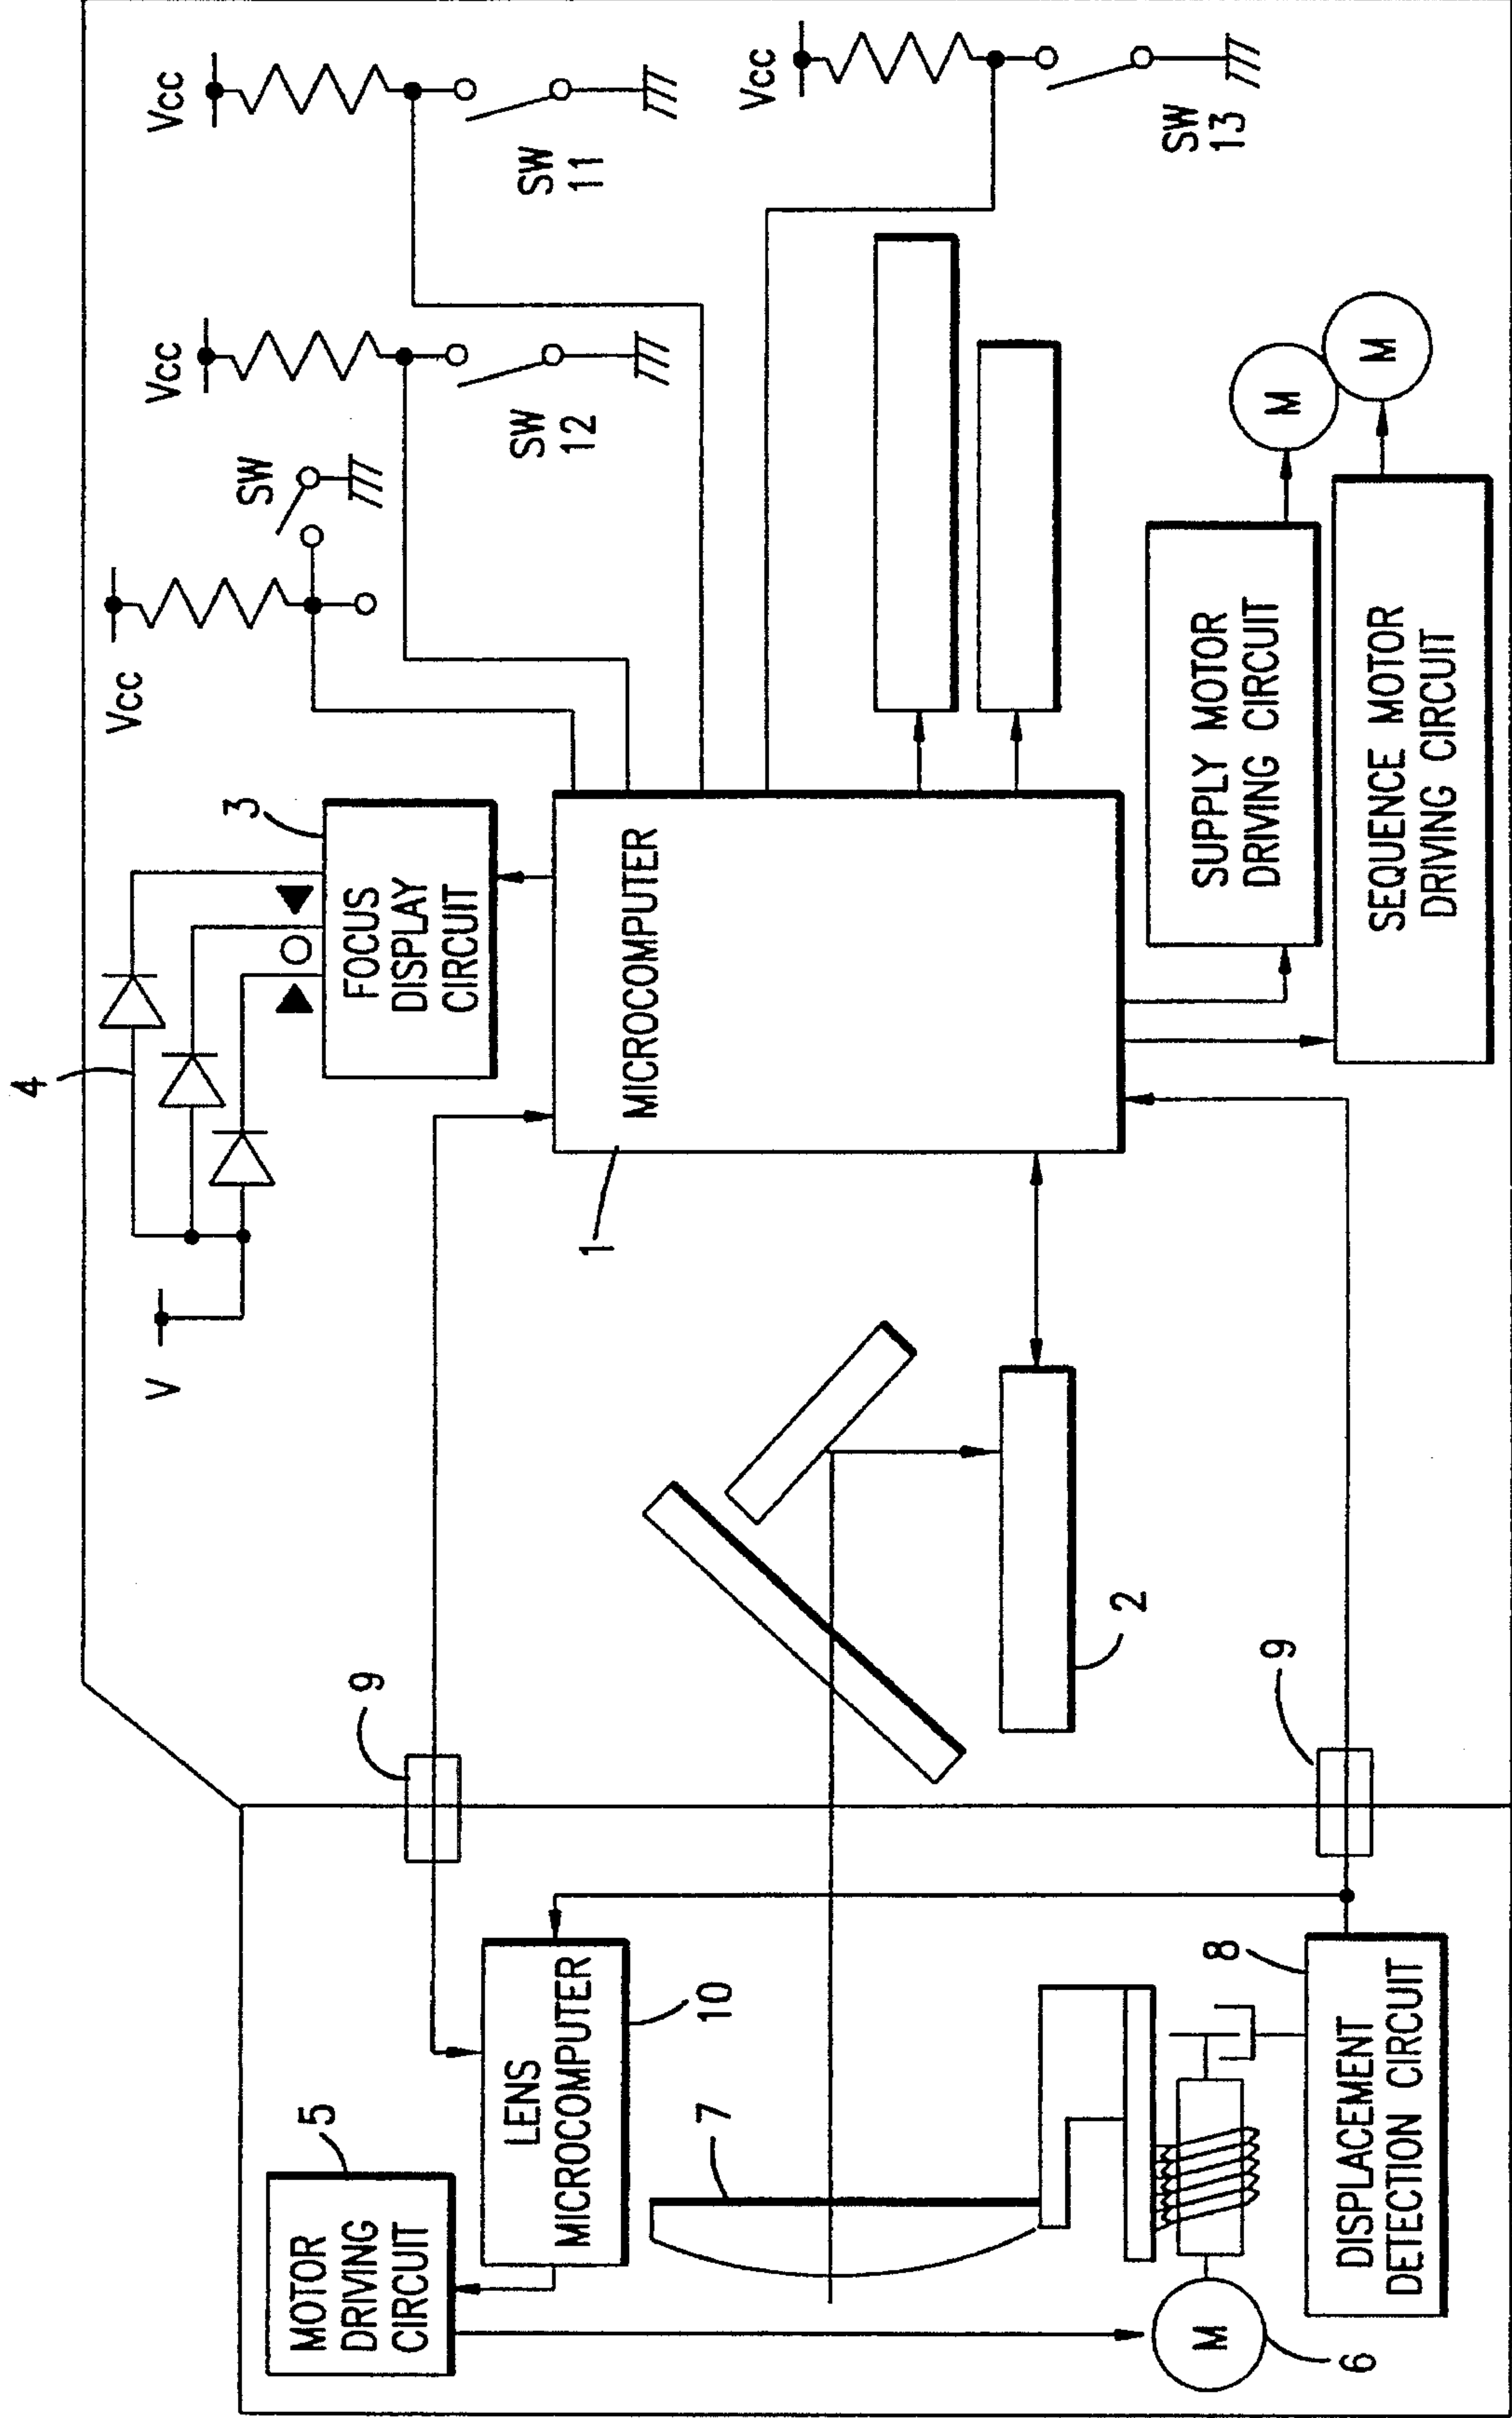 4
V
Vcc
SW
Vcc
SW
12
Vcc
SW
11
Vcc
SW
13
3
FOCUS
DISPLAY
CIRCUIT
MICROCOMPUTER
1
2
9
9
5
MOTOR
DRIVING
CIRCUIT
LENS
MICROCOMPUTER
10
7
M
6
8
DISPLACEMENT
DETECTION CIRCUIT
SUPPLY MOTOR
DRIVING CIRCUIT
M
SEQUENCE MOTOR
DRIVING CIRCUIT
M